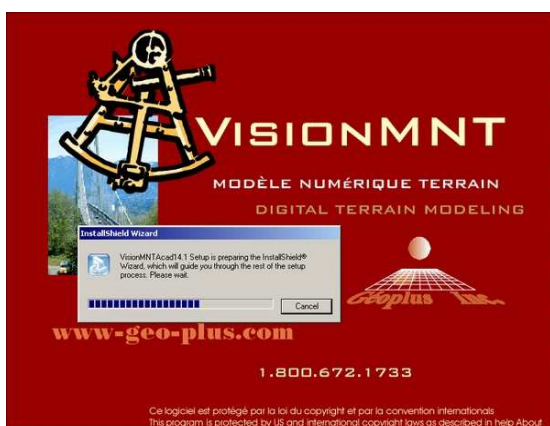 VISIONMNT
MODÈLE NUMéRIQUE TERRAIN
DIGITAL TERRAIN MODELING
InstallShield Wizard
VisionMNTAcad14.1 Setup is preparing the InstallShield®
Wizard, which will guide you through the rest of the setup
process. Please wait.
Cancel
Géoplus Inc.
www-geo-plus.com
1.800.672.1733
Ce logiciel est protégé par la loi du copyright et par la convention internationals
This program is protected by US and international copyright laws as described in help About